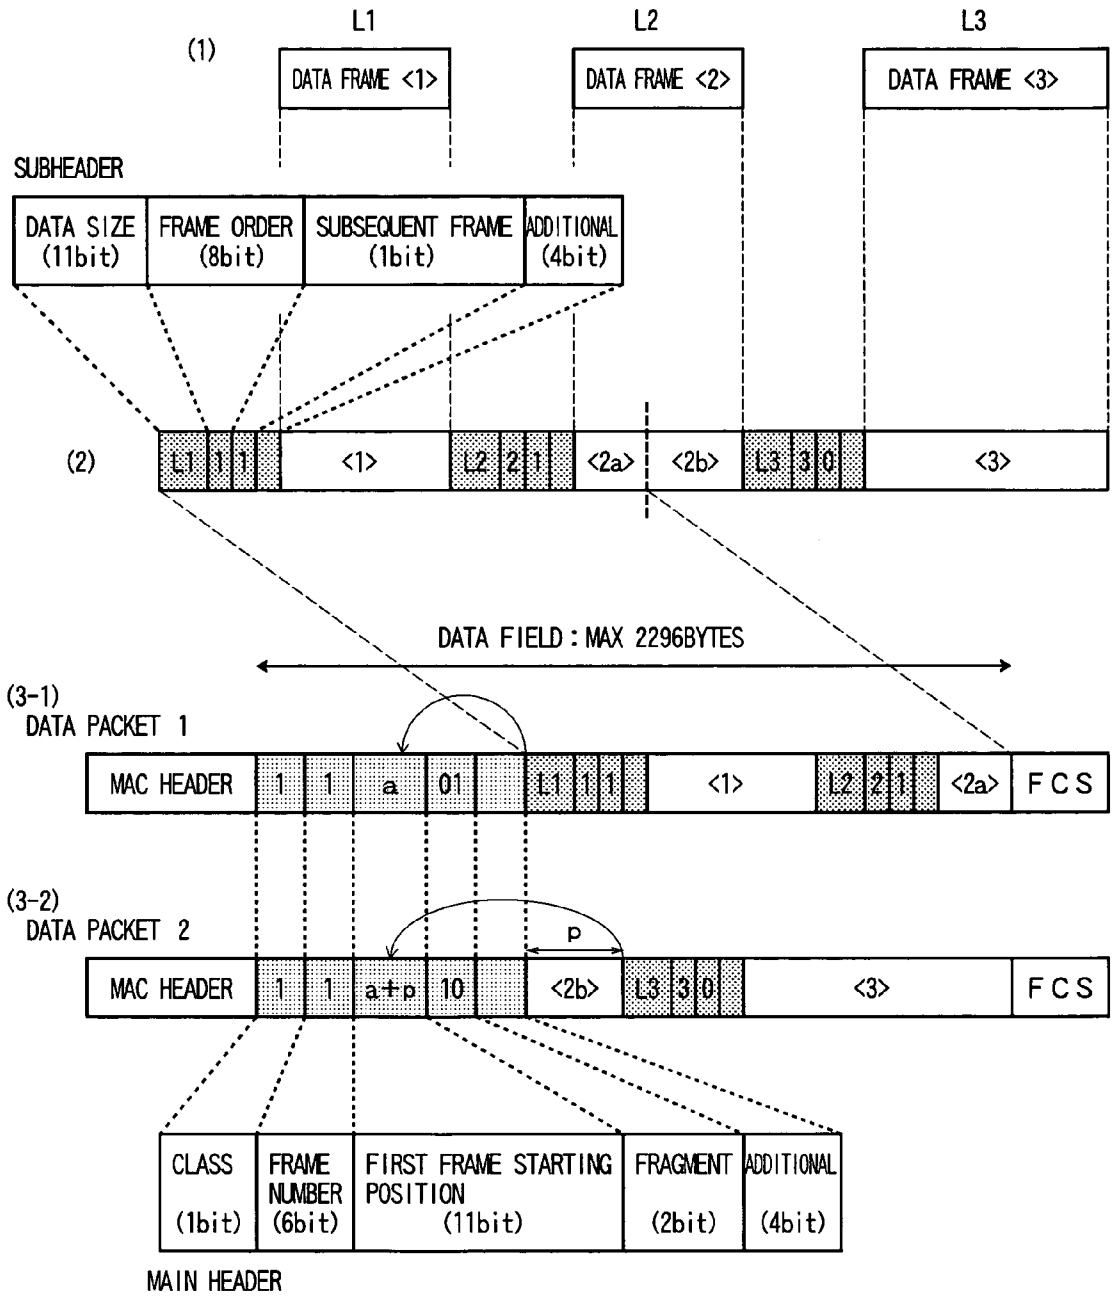 L1 L2 L3
(1)
DATA FRAME <1> DATA FRAME <2> DATA FRAME <3>
SUBHEADER
DATA SIZE (11bit) FRAME ORDER (8bit) SUBSEQUENT FRAME (1bit) ADDITIONAL (4bit)
(2) L1 1 1 <1> L2 2 1 <2a> <2b> L3 3 0 <3>
DATA FIELD : MAX 2296BYTES
(3-1)
DATA PACKET 1
MAC HEADER 1 1 a 01 L1 1 1 <1> L2 2 1 <2a> FCS
(3-2)
DATA PACKET 2
p
MAC HEADER 1 1 a+p 10 <2b> L3 3 0 <3> FCS
CLASS (1bit) FRAME NUMBER (6bit) FIRST FRAME STARTING POSITION (11bit) FRAGMENT (2bit) ADDITIONAL (4bit)
MAIN HEADER